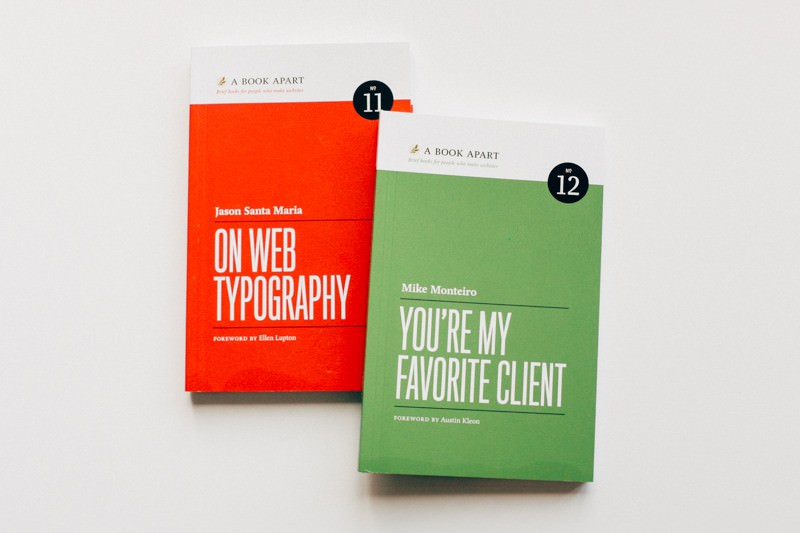 A BOOK APART
Brief books for people who make websites
Nº
11
Jason Santa Maria
ON WEB
TYPOGRAPHY
FOREWORD BY Ellen Lupton
A BOOK APART
Brief books for people who make websites
Nº
12
Mike Monteiro
YOU’RE MY
FAVORITE CLIENT
FOREWORD BY Austin Kleon